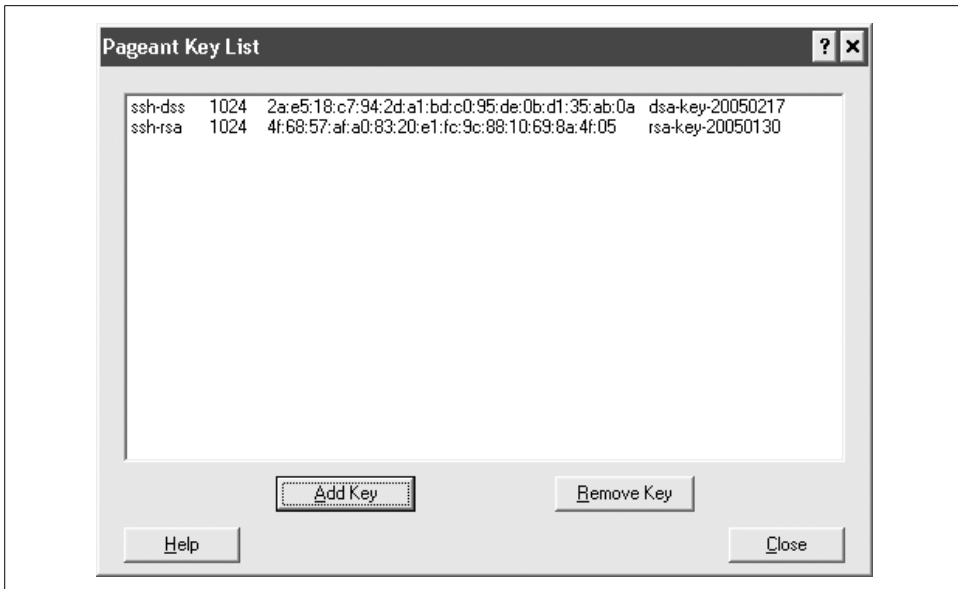 Pageant Key List
ssh-dss 1024 2a:e5:18:c7:94:2d:a1:bd:c0:95:de:0b:d1:35:ab:0a dsa-key-20050217
ssh-rsa 1024 4f:68:57:af:a0:83:20:e1:fc:9c:88:10:69:8a:4f:05 rsa-key-20050130
Add Key Remove Key
Help Close